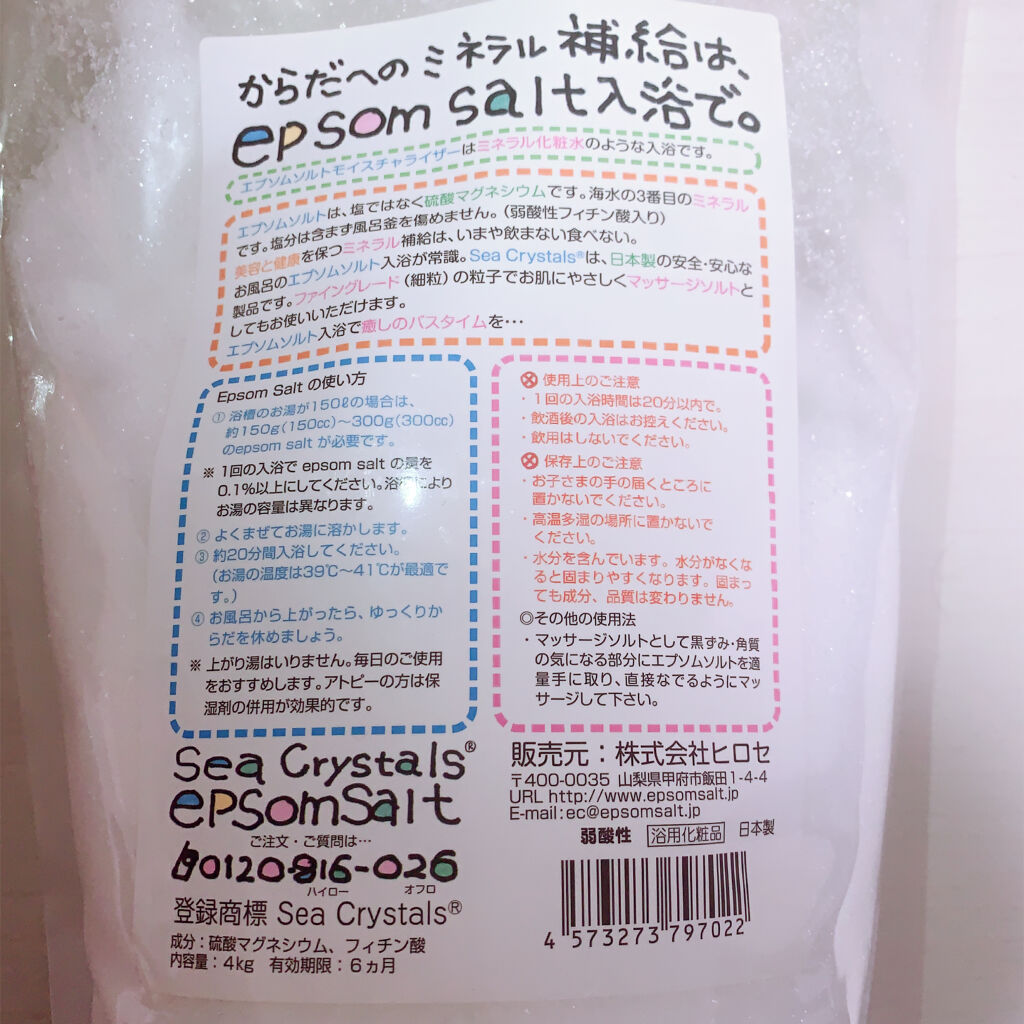 からだへのミネラル補給は、
epsom salt入浴で。
エプソムソルトモイスチャライザーはミネラル化粧水のような入浴です。
エプソムソルトは、塩ではなく硫酸マグネシウムです。海水の3番目のミネラル
です。塩分は含まず風呂釜を傷めません。(弱酸性フィチン酸入り)
美容と健康を保つミネラル補給は、いまや飲まない食べない。
お風呂のエプソムソルト入浴が常識。Sea Crystals®は、日本製の安全・安心な
製品です。ファイングレード(細粒)の粒子でお肌にやさしくマッサージソルトと
してもお使いいただけます。
エプソムソルト入浴で癒しのバスタイムを…
Epsom Salt の使い方
① 浴槽のお湯が150ℓの場合は、
約150g(150cc)〜300g(300cc)
のepsom salt が必要です。
※ 1回の入浴で epsom salt の量を
0.1%以上にしてください。浴槽により
お湯の容量は異なります。
② よくまぜてお湯に溶かします。
③ 約20分間入浴してください。
(お湯の温度は39℃〜41℃が最適で
す。)
④ お風呂から上がったら、ゆっくりか
らだを休めましょう。
※ 上がり湯はいりません。毎日のご使用
をおすすめします。アトピーの方は保
湿剤の併用が効果的です。
⊗ 使用上のご注意
・1回の入浴時間は20分以内で。
・飲酒後の入浴はお控えください。
・飲用はしないでください。
⊗ 保存上のご注意
・お子さまの手の届くところに
置かないでください。
・高温多湿の場所に置かないで
ください。
・水分を含んでいます。水分がなくな
ると固まりやすくなります。固まっ
ても成分、品質は変わりません。
◎その他の使用法
・マッサージソルトとして黒ずみ・角質
の気になる部分にエプソムソルトを適
量手に取り、直接なでるようにマッ
サージして下さい。
Sea Crystals®
epsom Salt
ご注文・ご質問は…
0120-816-026
ハイロー オフロ
登録商標 Sea Crystals®
成分：硫酸マグネシウム、フィチン酸
内容量：4kg 有効期限：6ヵ月
販売元：株式会社ヒロセ
〒400-0035 山梨県甲府市飯田1-4-4
URL http://www.epsomsalt.jp
E-mail:ec@epsomsalt.jp
弱酸性 浴用化粧品 日本製
4 573273 797022